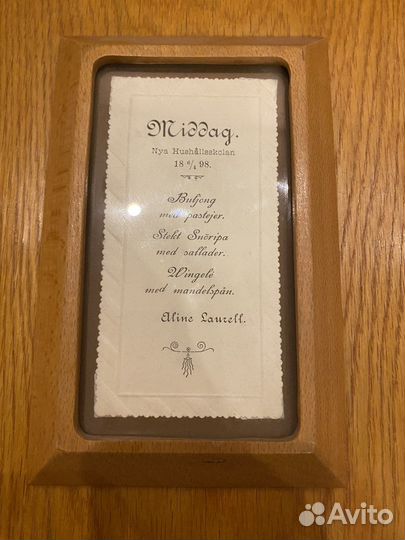 Middag.
Nya Hushållsskolan
18 6/4 98.
Buljong
med pastejer.
Stekt Snöripa
med sallader.
Wingelé
med mandelspån.
Aline Laurell.
Avito